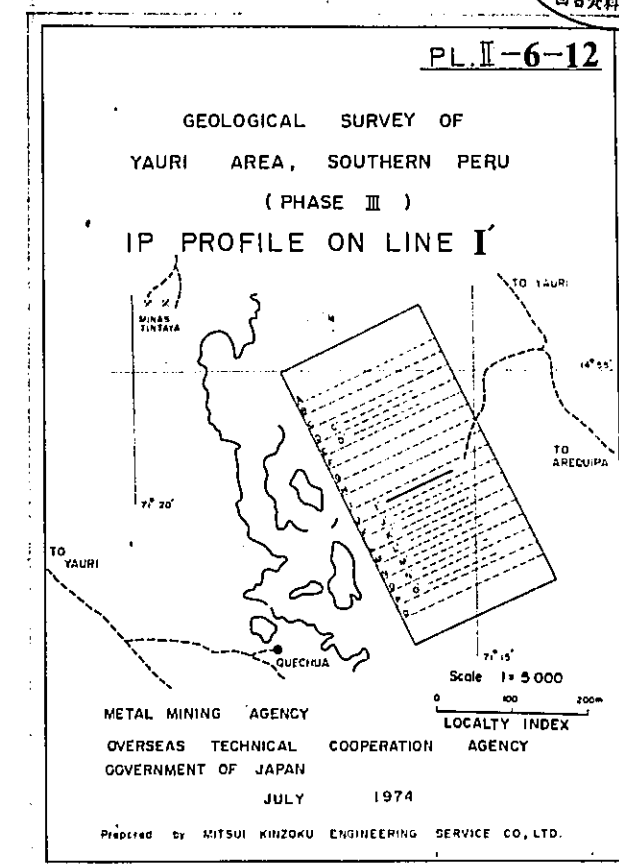 PL.II-6-12
GEOLOGICAL SURVEY OF
YAURI AREA, SOUTHERN PERU
( PHASE III )
IP PROFILE ON LINE I'
TO YAURI
MINAS
TINTAYA
N
14° 55'
TO
AREQUIPA
71° 20'
TO
YAURI
QUECHUA
71° 15'
Scale 1=5 000
0 100 200m
LOCALTY INDEX
METAL MINING AGENCY
OVERSEAS TECHNICAL COOPERATION AGENCY
GOVERNMENT OF JAPAN
JULY 1974
Prepared by MITSUI KINZOKU ENGINEERING SERVICE CO, LTD.